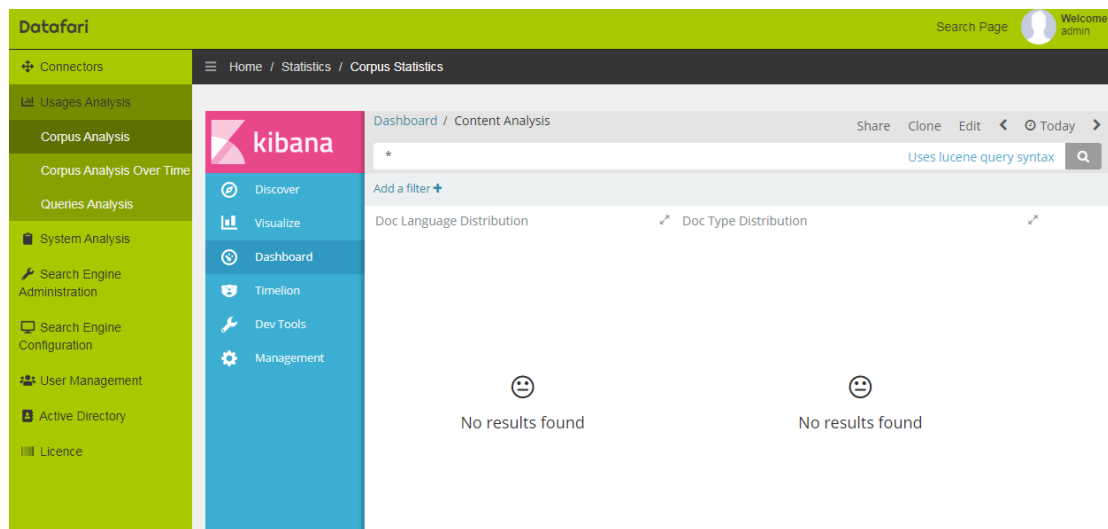 Datafari
Search Page
Welcome
admin
Connectors
Home / Statistics / Corpus Statistics
Usages Analysis
Corpus Analysis
Corpus Analysis Over Time
Queries Analysis
System Analysis
Search Engine
Administration
Search Engine
Configuration
User Management
Active Directory
Licence
kibana
Discover
Visualize
Dashboard
Timelion
Dev Tools
Management
Dashboard / Content Analysis
Share Clone Edit Today
*
Uses lucene query syntax
Add a filter +
Doc Language Distribution
Doc Type Distribution
No results found
No results found